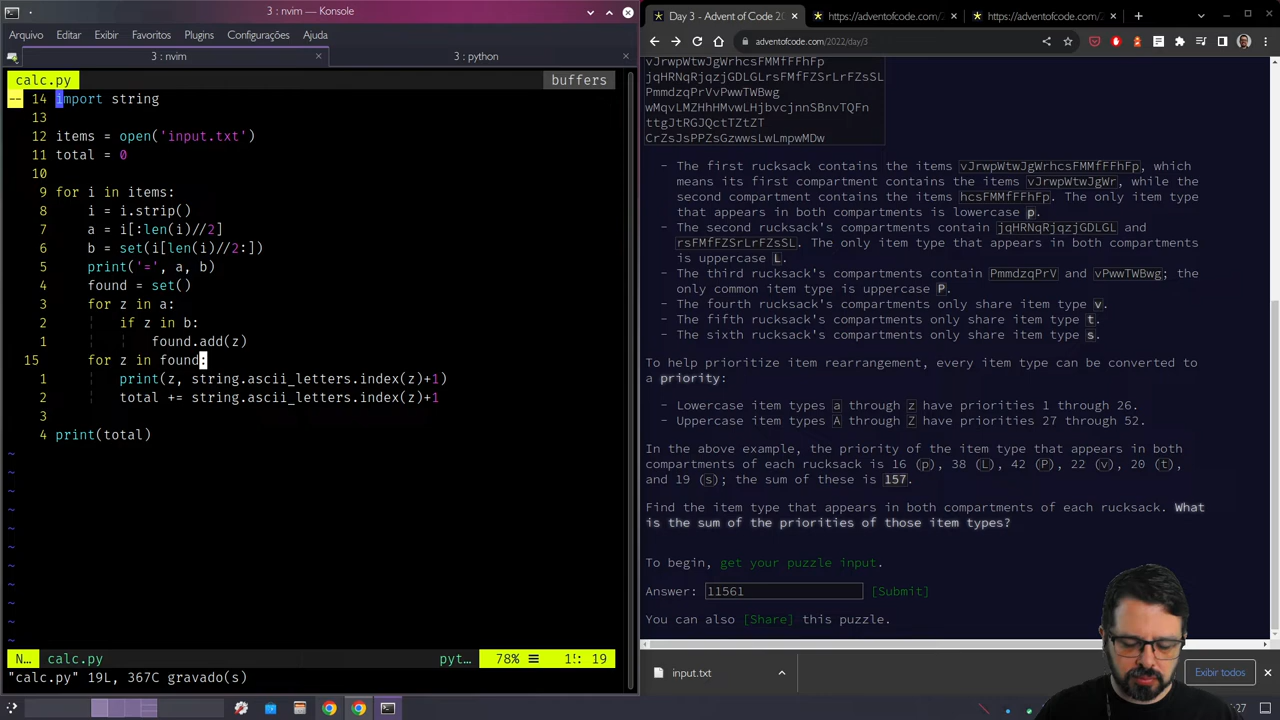 3 : nvim — Konsole
Arquivo Editar Exibir Favoritos Plugins Configurações Ajuda
3 : nvim
3 : python
calc.py
buffers
-- 14 import string
13
12 items = open('input.txt')
11 total = 0
10
9 for i in items:
8 i = i.strip()
7 a = i[:len(i)//2]
6 b = set(i[len(i)//2:])
5 print('=', a, b)
4 found = set()
3 for z in a:
2 if z in b:
1 found.add(z)
15 for z in found:
1 print(z, string.ascii_letters.index(z)+1)
2 total += string.ascii_letters.index(z)+1
3
4 print(total)
~
~
~
~
~
~
~
~
~
~
~
N… calc.py pyt… 78% 19
"calc.py" 19L, 367C gravado(s)
Day 3 - Advent of Code 20
https://adventofcode.com/2
https://adventofcode.com/2
adventofcode.com/2022/day/3
vJrwpWtwJgWrhcsFMMfFFhFp
jqHRNqRjqzjGDLGLrsFMfFZSrLrFZsSL
PmmdzqPrVvPwwTWBwg
wMqvLMZHhHMvwLHjbvcjnnSBnvTQFn
ttgJtRGJQctTZtZT
CrZsJsPPZsGzwwsLwLmpwMDw
- The first rucksack contains the items vJrwpWtwJgWrhcsFMMfFFhFp, which
means its first compartment contains the items vJrwpWtwJgWr, while the
second compartment contains the items hcsFMMfFFhFp. The only item type
that appears in both compartments is lowercase p.
- The second rucksack's compartments contain jqHRNqRjqzjGDLGL and
rsFMfFZSrLrFZsSL. The only item type that appears in both compartments
is uppercase L.
- The third rucksack's compartments contain PmmdzqPrV and vPwwTWBwg; the
only common item type is uppercase P.
- The fourth rucksack's compartments only share item type v.
- The fifth rucksack's compartments only share item type t.
- The sixth rucksack's compartments only share item type s.
To help prioritize item rearrangement, every item type can be converted to
a priority:
- Lowercase item types a through z have priorities 1 through 26.
- Uppercase item types A through Z have priorities 27 through 52.
In the above example, the priority of the item type that appears in both
compartments of each rucksack is 16 (p), 38 (L), 42 (P), 22 (v), 20 (t),
and 19 (s); the sum of these is 157.
Find the item type that appears in both compartments of each rucksack. What
is the sum of the priorities of those item types?
To begin, get your puzzle input.
Answer: 11561 [Submit]
You can also [Share] this puzzle.
input.txt
Exibir todos